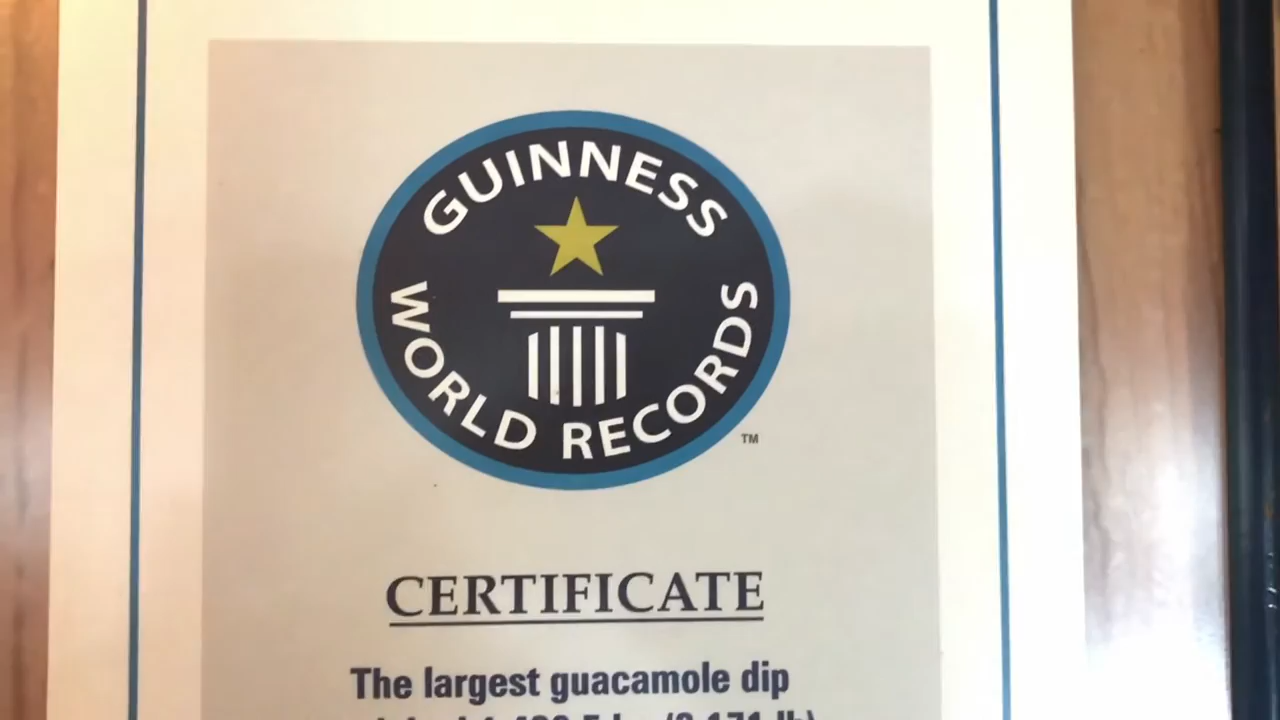 GUINNESS
WORLD RECORDS
TM
CERTIFICATE
The largest guacamole dip